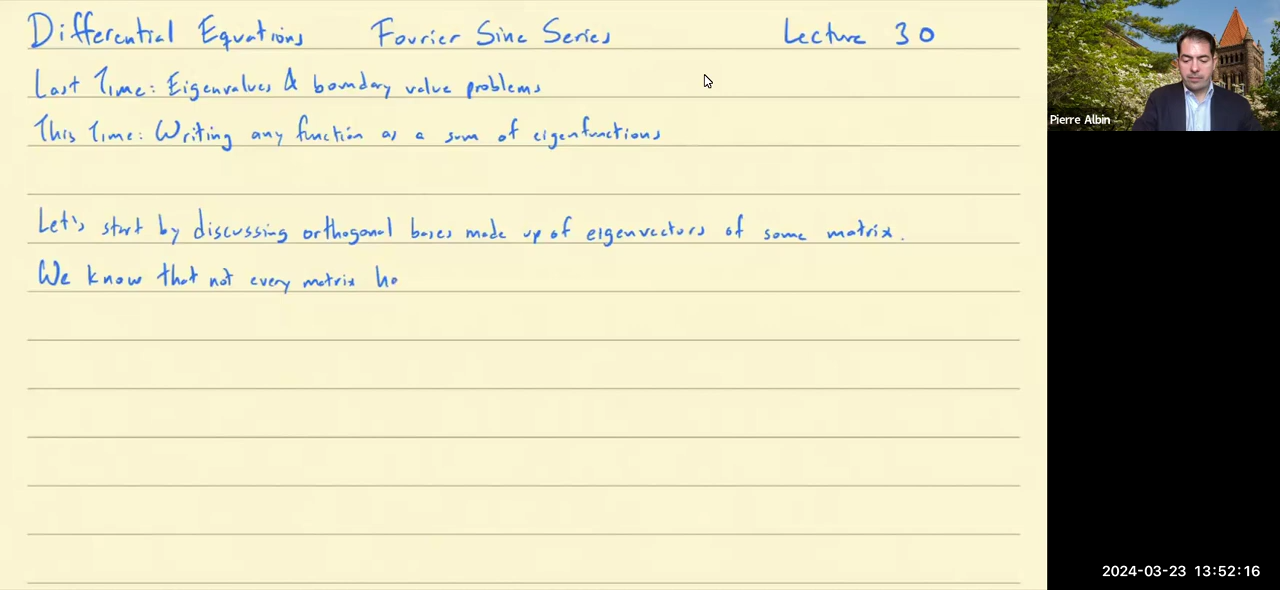 Differential Equations Fourier Sine Series Lecture 30
Last Time: Eigenvalues & boundary value problems
This Time: Writing any function as a sum of eigenfunctions
Let's start by discussing orthogonal bases made up of eigenvectors of some matrix.
We know that not every matrix ha
Pierre Albin
2024-03-23 13:52:16